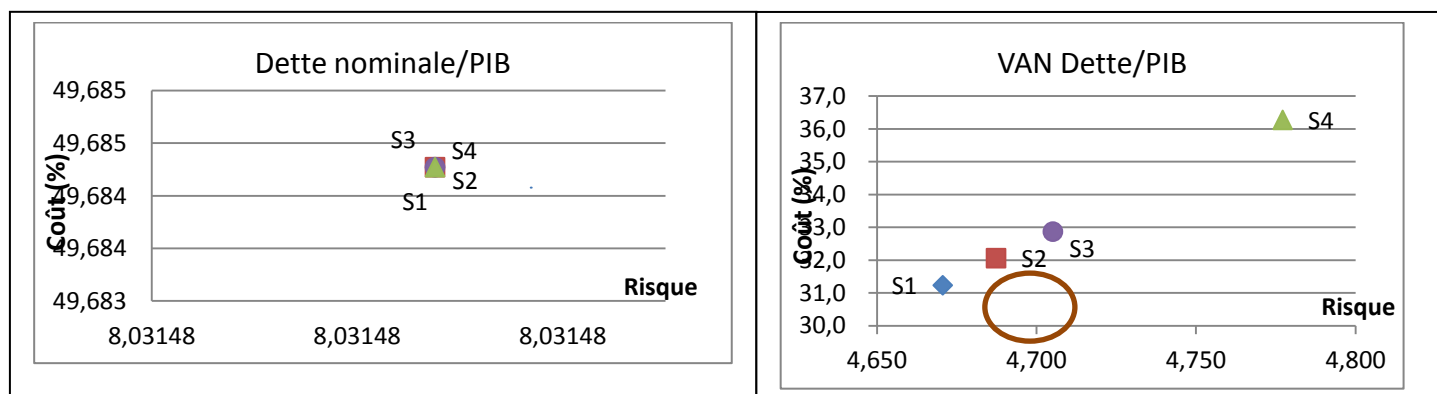 Dette nominale/PIB
49,685
49,685
49,684
49,684
49,683
Coût (%)
S3
S4
S2
S1
Risque
8,03148
8,03148
8,03148
VAN Dette/PIB
37,0
36,0
35,0
34,0
33,0
32,0
31,0
30,0
Coût (%)
S4
S3
S2
S1
Risque
4,650
4,700
4,750
4,800